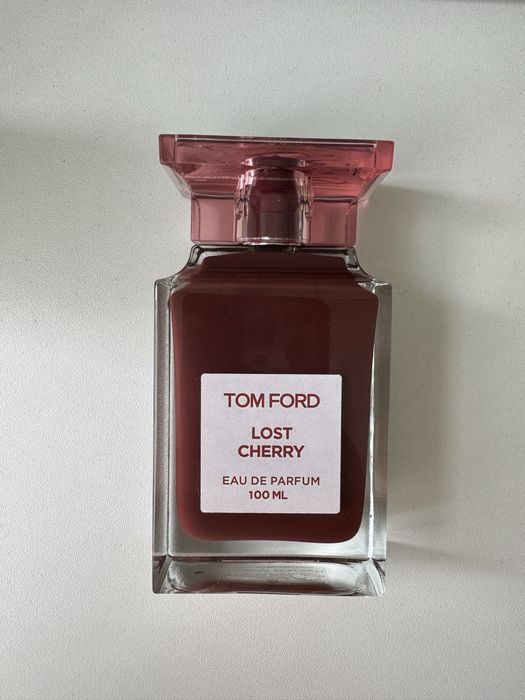 TOM FORD
LOST
CHERRY
EAU DE PARFUM
100 ML